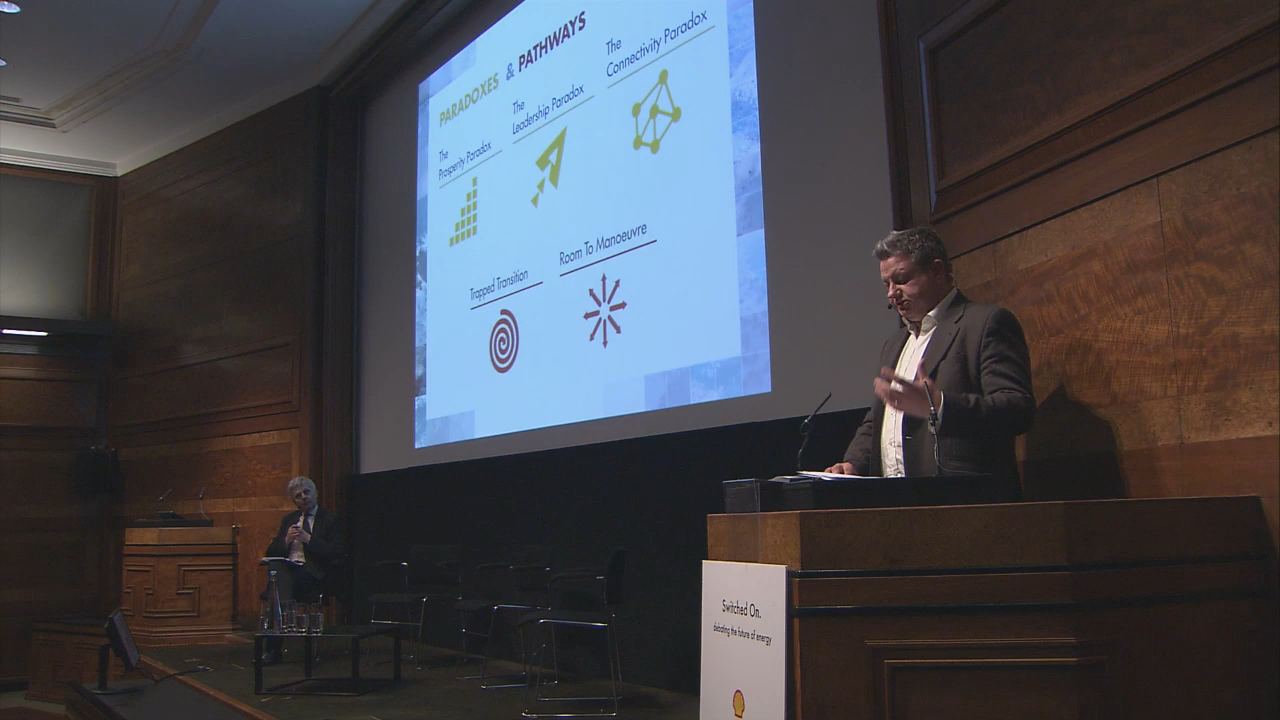 PARADOXES & PATHWAYS
The
Prosperity Paradox
The
Leadership Paradox
The
Connectivity Paradox
Trapped Transition
Room To Manoeuvre
Switched On.
debating the future of energy